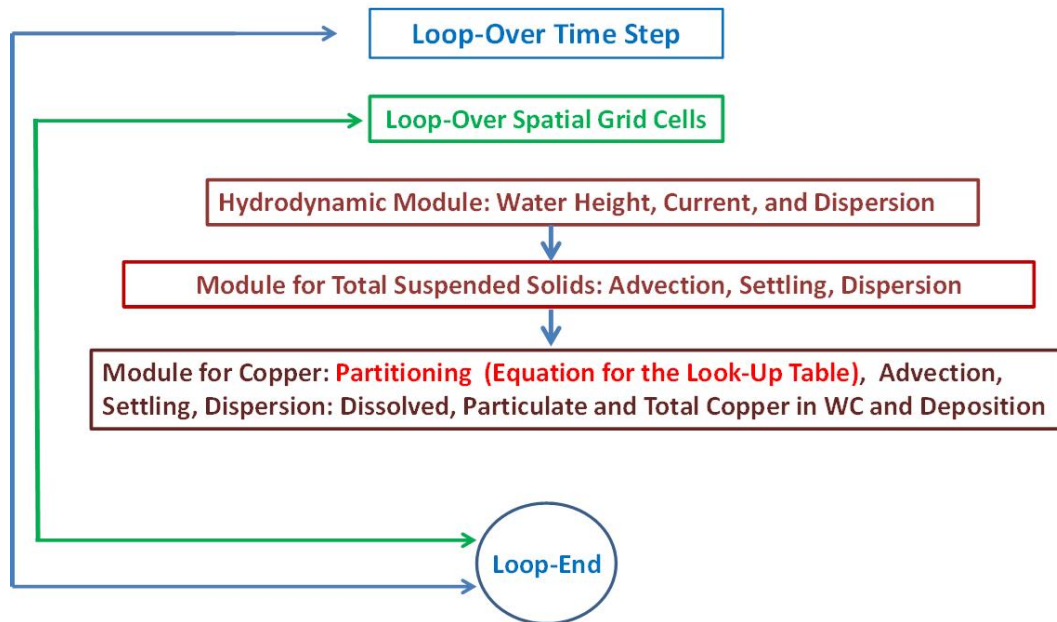 Loop-Over Time Step
Loop-Over Spatial Grid Cells
Hydrodynamic Module: Water Height, Current, and Dispersion
Module for Total Suspended Solids: Advection, Settling, Dispersion
Module for Copper: Partitioning (Equation for the Look-Up Table), Advection,
Settling, Dispersion: Dissolved, Particulate and Total Copper in WC and Deposition
Loop-End